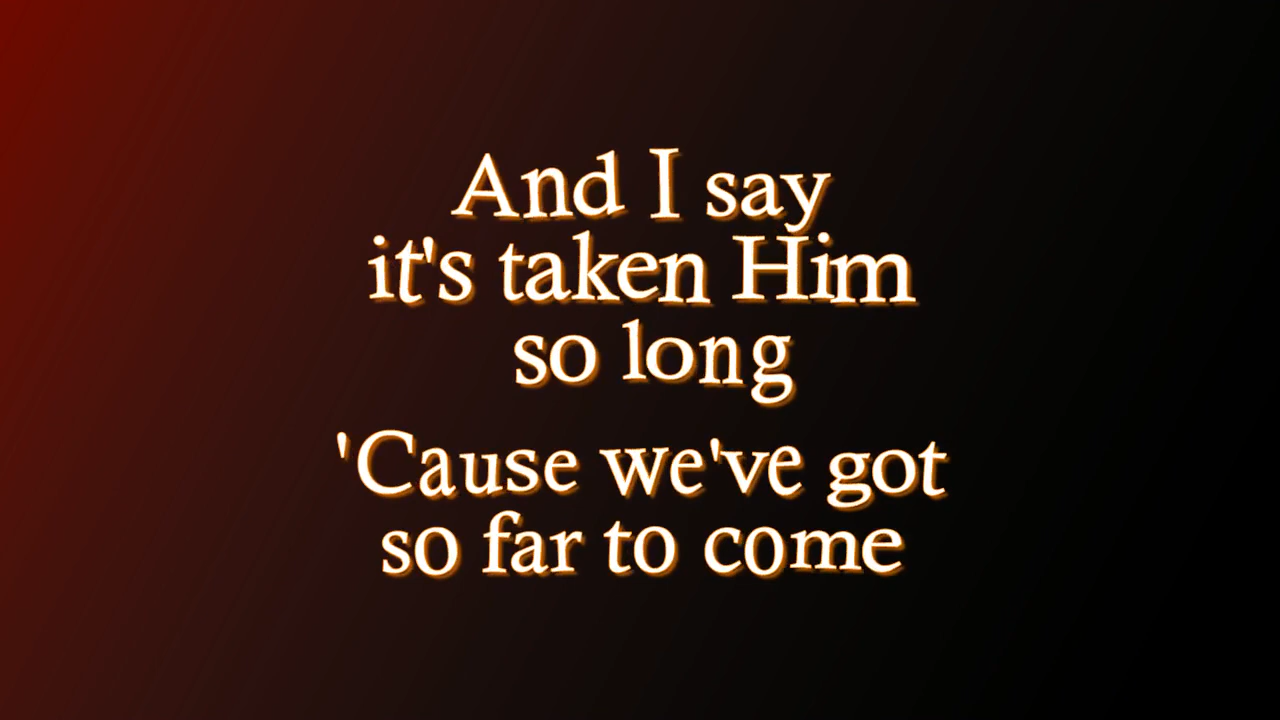 And I say
it's taken Him
so long
'Cause we've got
so far to come